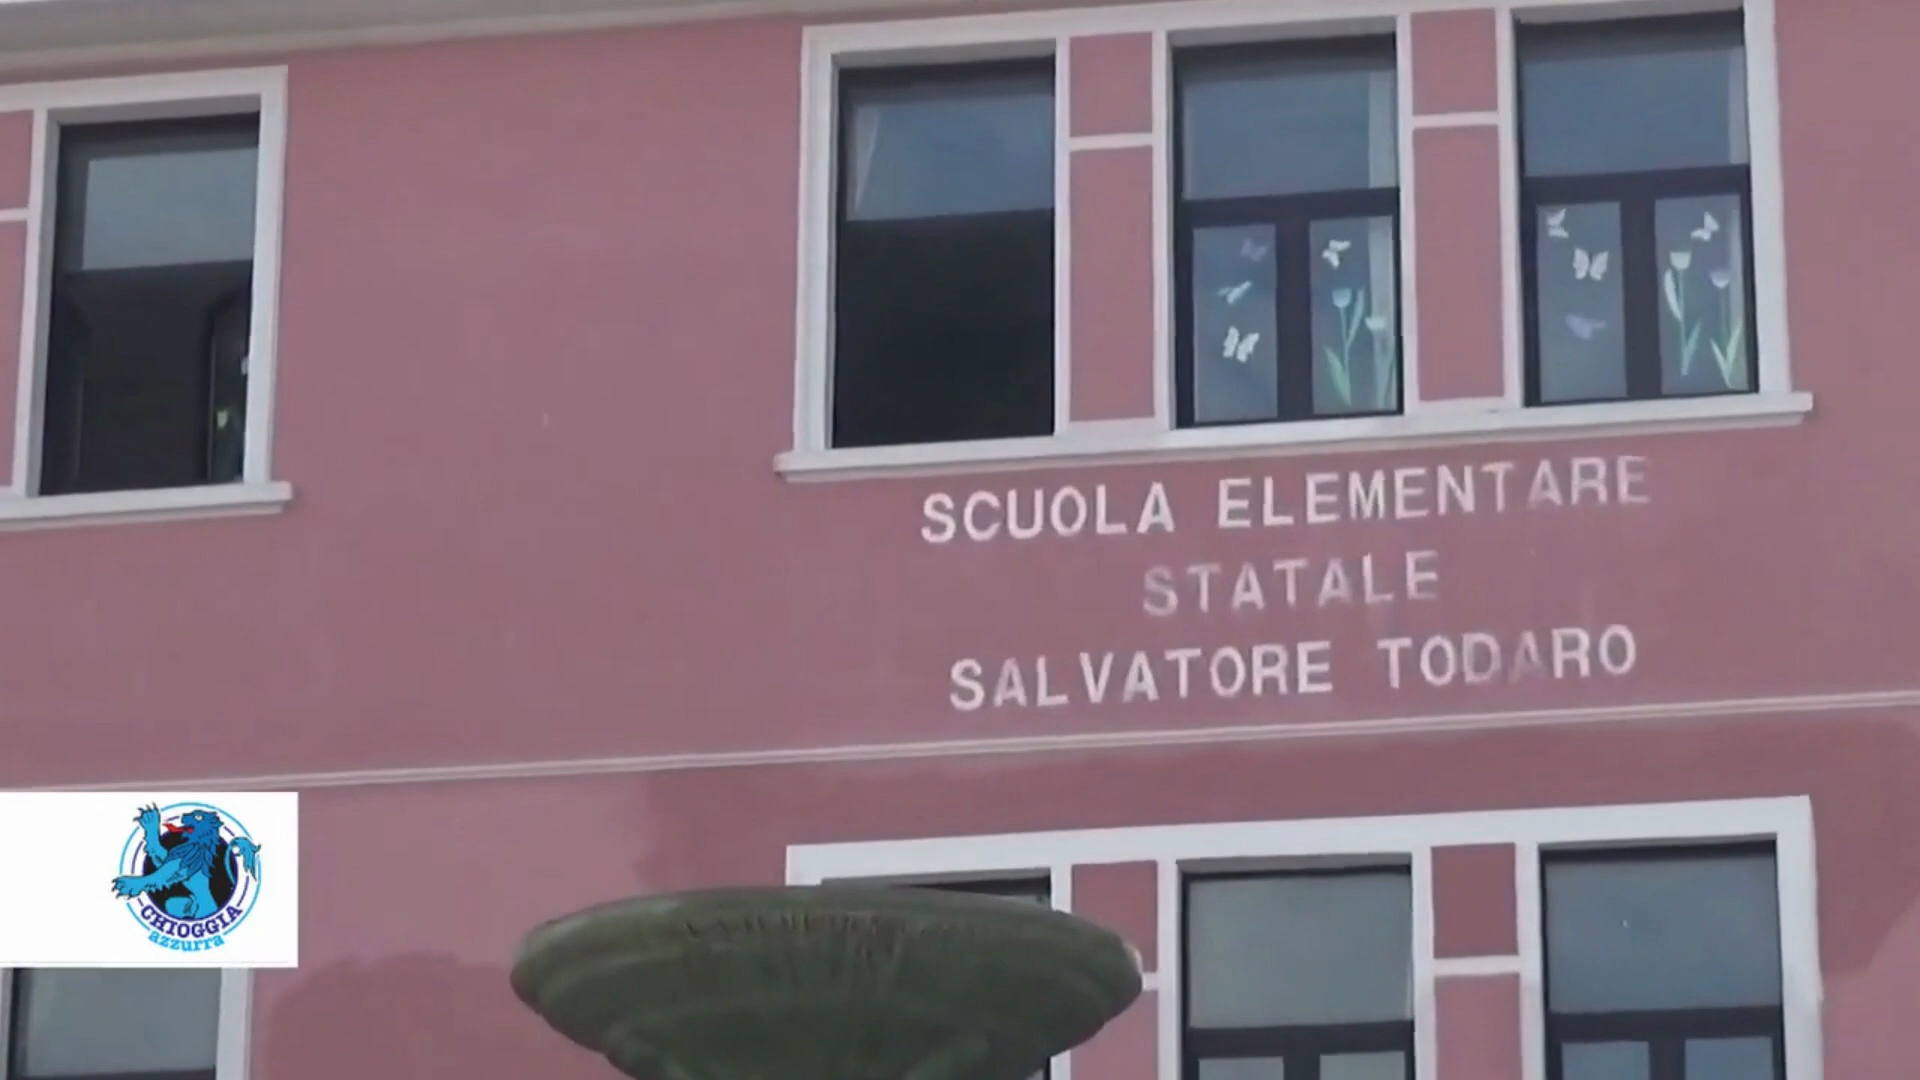 SCUOLA ELEMENTARE
STATALE
SALVATORE TODARO
CHIOGGIA
azzurra